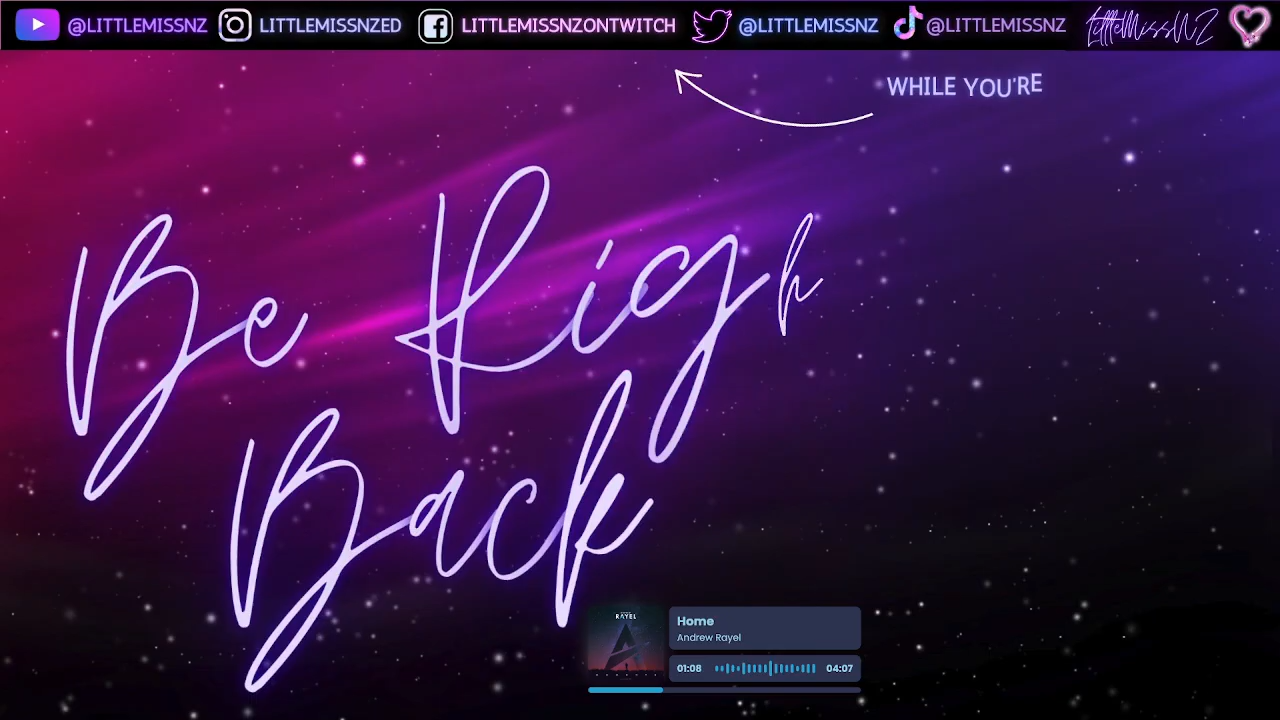 @LITTLEMISSNZ LITTLEMISSNZED LITTLEMISSNZONTWITCH @LITTLEMISSNZ @LITTLEMISSNZ LittleMissNZ
WHILE YOU'RE
Be Righ
Back
RAYEL
Home
Andrew Rayel
01:08 04:07